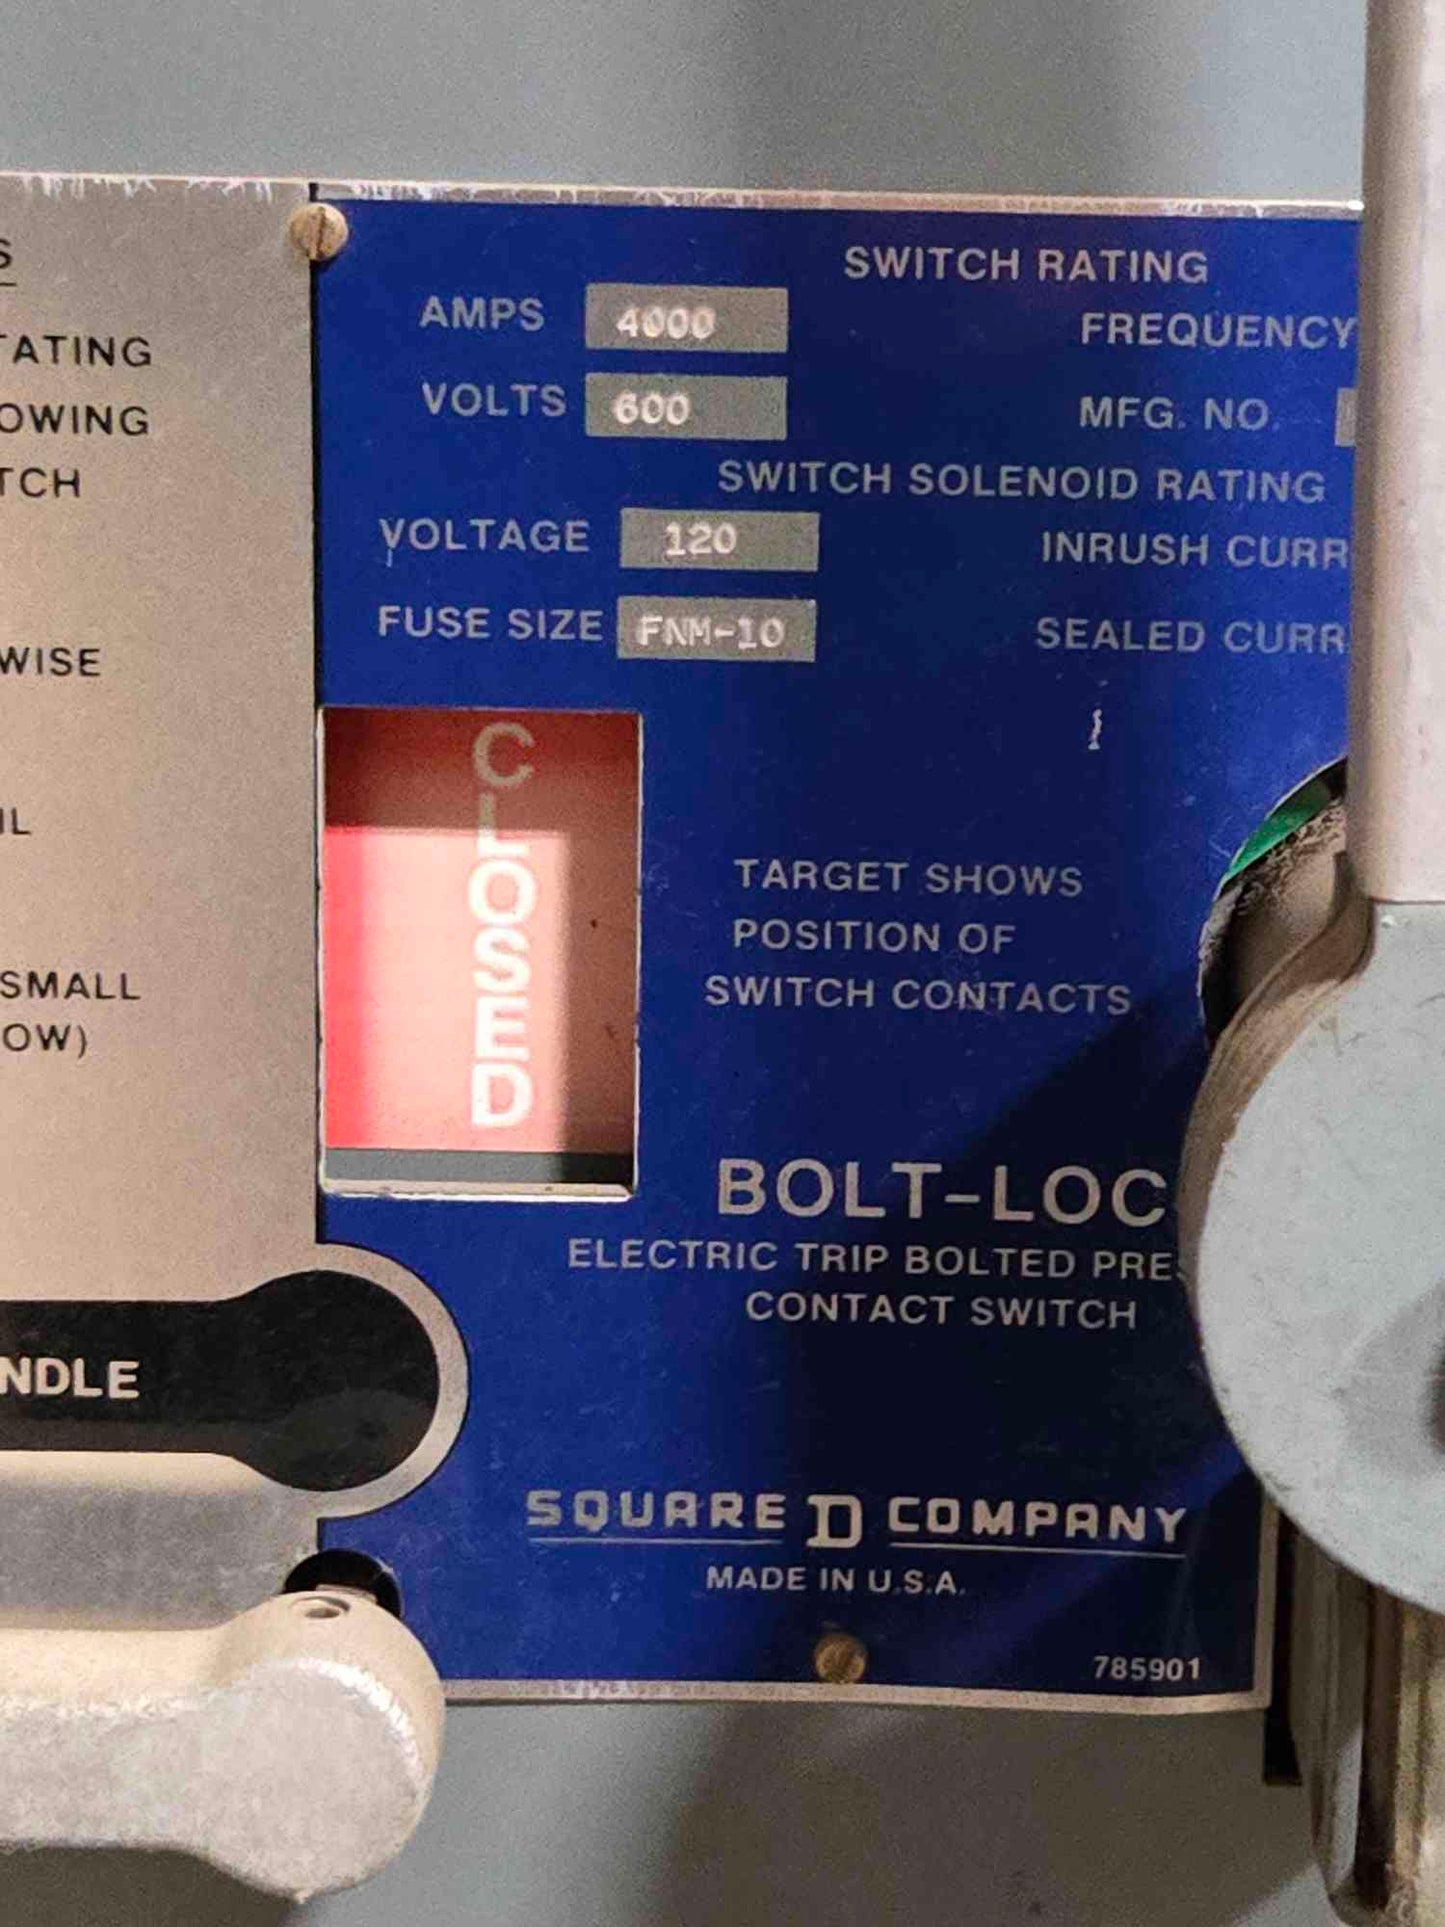 S
TATING
OWING
TCH
WISE
IL
SMALL
OW)
NDLE
SWITCH RATING
AMPS 4000 FREQUENCY
VOLTS 600 MFG. NO.
SWITCH SOLENOID RATING
VOLTAGE 120 INRUSH CURR
FUSE SIZE FNM-10 SEALED CURR
CLOSED
TARGET SHOWS
POSITION OF
SWITCH CONTACTS
BOLT-LOC
ELECTRIC TRIP BOLTED PRE
CONTACT SWITCH
SQUARE D COMPANY
MADE IN U.S.A.
785901